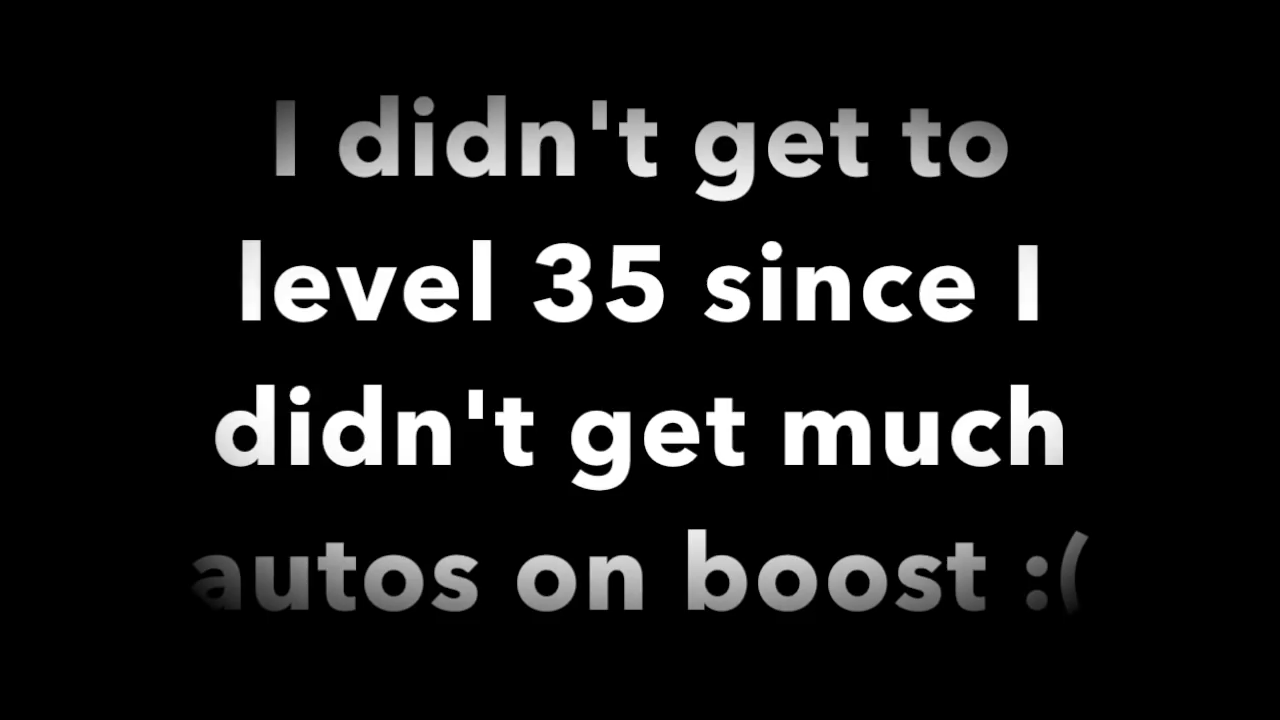 I didn't get to
level 35 since I
didn't get much
autos on boost :(